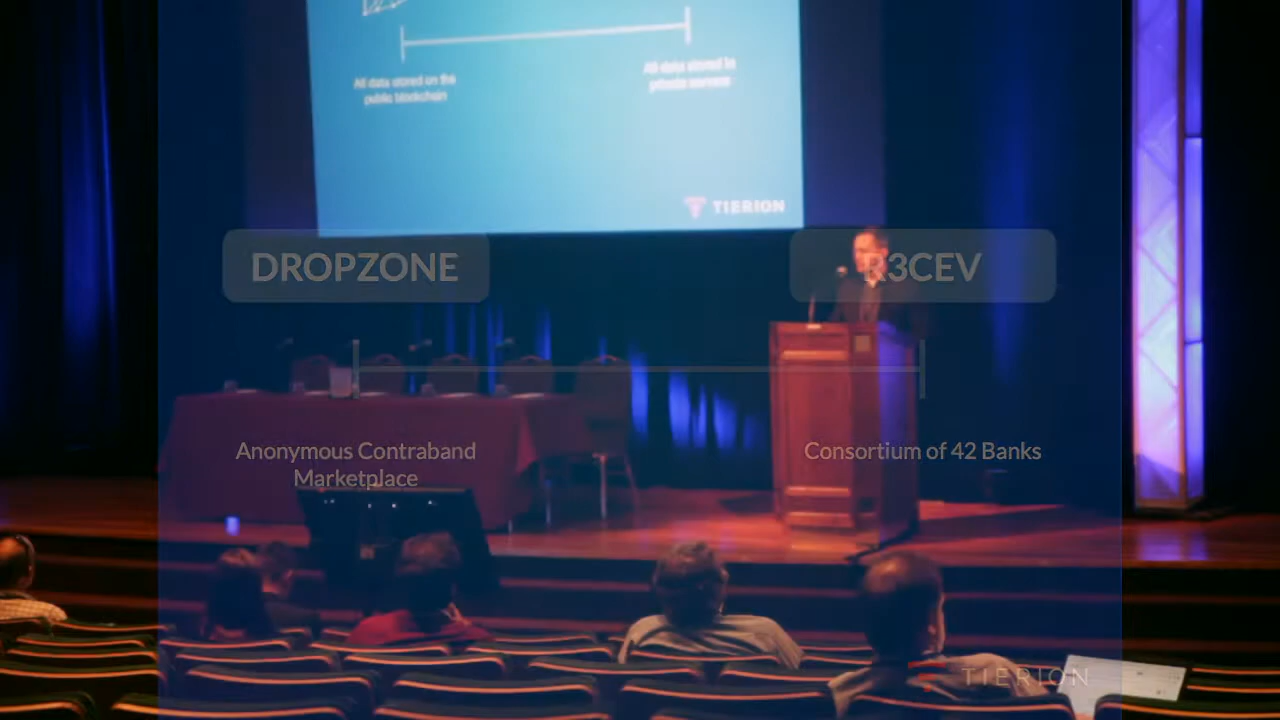 All data stored on the
public blockchain
All data stored in
private servers
TIERION
DROPZONE
R3CEV
Anonymous Contraband
Marketplace
Consortium of 42 Banks
TIERION